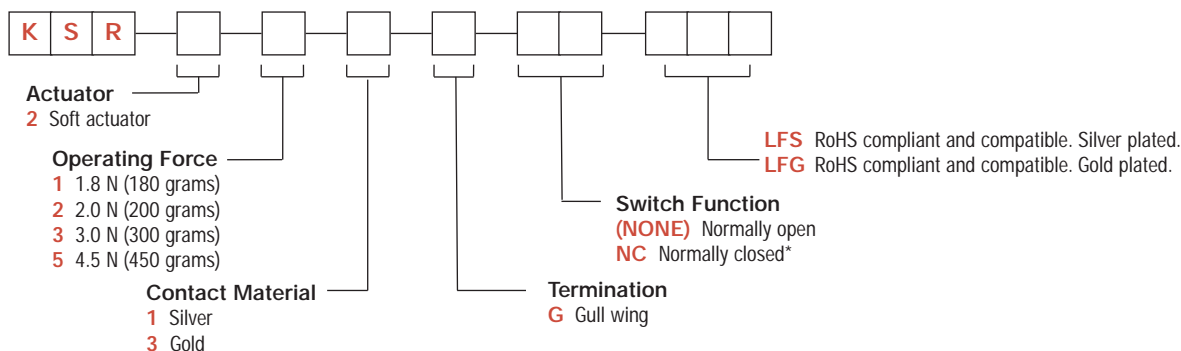 K S R
Actuator
2 Soft actuator
Operating Force
1 1.8 N (180 grams)
2 2.0 N (200 grams)
3 3.0 N (300 grams)
5 4.5 N (450 grams)
Contact Material
1 Silver
3 Gold
Termination
G Gull wing
Switch Function
(NONE) Normally open
NC Normally closed*
LFS RoHS compliant and compatible. Silver plated.
LFG RoHS compliant and compatible. Gold plated.